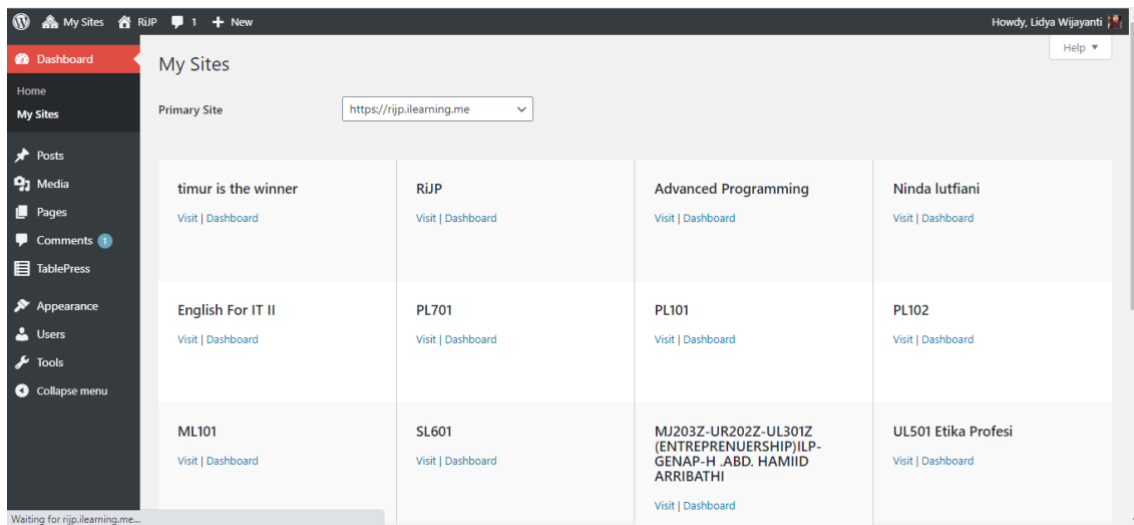 My Sites RiJP 1 New Howdy, Lidya Wijayanti
Help ▼
Dashboard
Home
My Sites
Posts
Media
Pages
Comments 1
TablePress
Appearance
Users
Tools
Collapse menu
My Sites
Primary Site https://rijp.ilearning.me
timur is the winner
Visit | Dashboard
RiJP
Visit | Dashboard
Advanced Programming
Visit | Dashboard
Ninda lutfiani
Visit | Dashboard
English For IT II
Visit | Dashboard
PL701
Visit | Dashboard
PL101
Visit | Dashboard
PL102
Visit | Dashboard
ML101
Visit | Dashboard
SL601
Visit | Dashboard
MJ203Z-UR202Z-UL301Z
(ENTREPRENUERSHIP)ILP-
GENAP-H .ABD. HAMIID
ARRIBATHI
Visit | Dashboard
UL501 Etika Profesi
Visit | Dashboard
Waiting for rijp.ilearning.me...